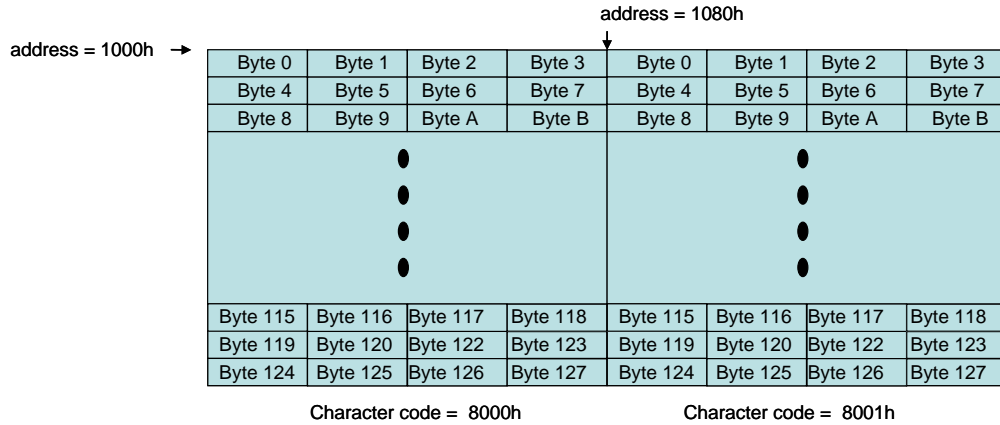 address = 1080h
address = 1000h
Byte 0 Byte 1 Byte 2 Byte 3 Byte 0 Byte 1 Byte 2 Byte 3
Byte 4 Byte 5 Byte 6 Byte 7 Byte 4 Byte 5 Byte 6 Byte 7
Byte 8 Byte 9 Byte A Byte B Byte 8 Byte 9 Byte A Byte B
Byte 115 Byte 116 Byte 117 Byte 118 Byte 115 Byte 116 Byte 117 Byte 118
Byte 119 Byte 120 Byte 122 Byte 123 Byte 119 Byte 120 Byte 122 Byte 123
Byte 124 Byte 125 Byte 126 Byte 127 Byte 124 Byte 125 Byte 126 Byte 127
Character code = 8000h Character code = 8001h